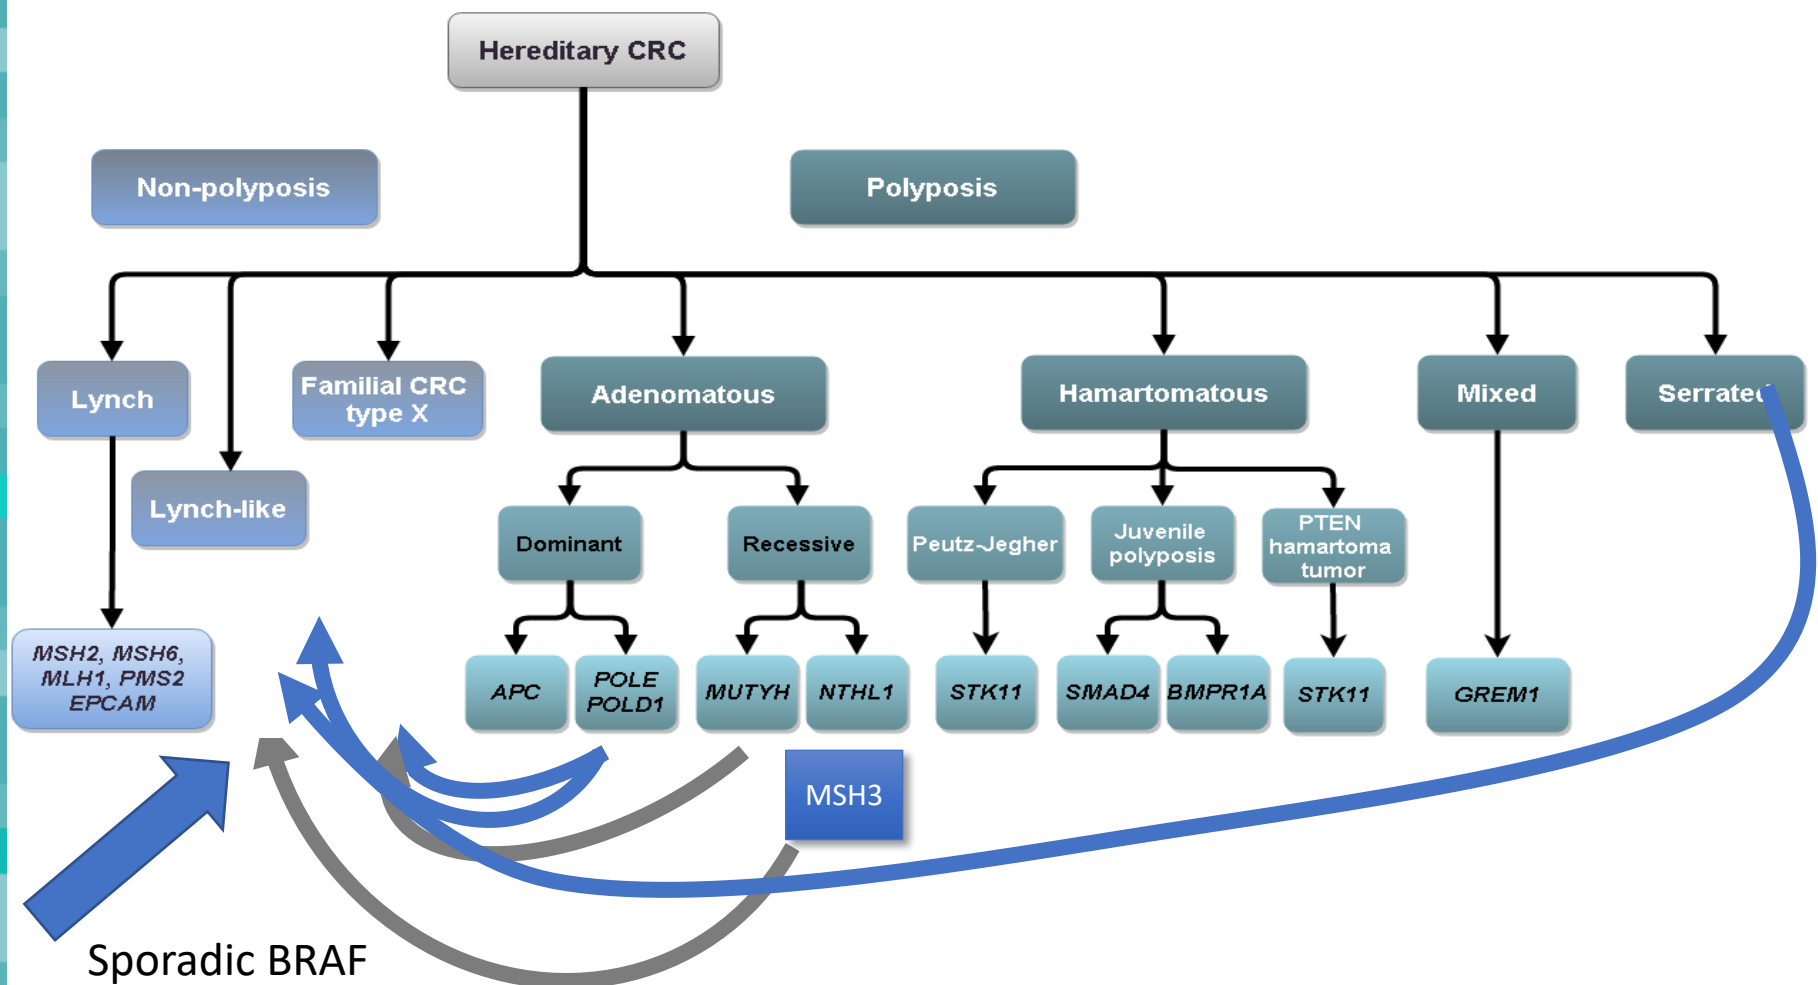 Hereditary CRC
Non-polyposis
Polyposis
Lynch
Familial CRC
type X
Adenomatous
Hamartomatous
Mixed
Serrated
Lynch-like
Dominant
Recessive
Peutz-Jegher
Juvenile
polyposis
PTEN
hamartoma
tumor
MSH2, MSH6,
MLH1, PMS2
EPCAM
APC
POLE
POLD1
MUTYH
NTHL1
STK11
SMAD4
BMPR1A
STK11
GREM1
MSH3
Sporadic BRAF